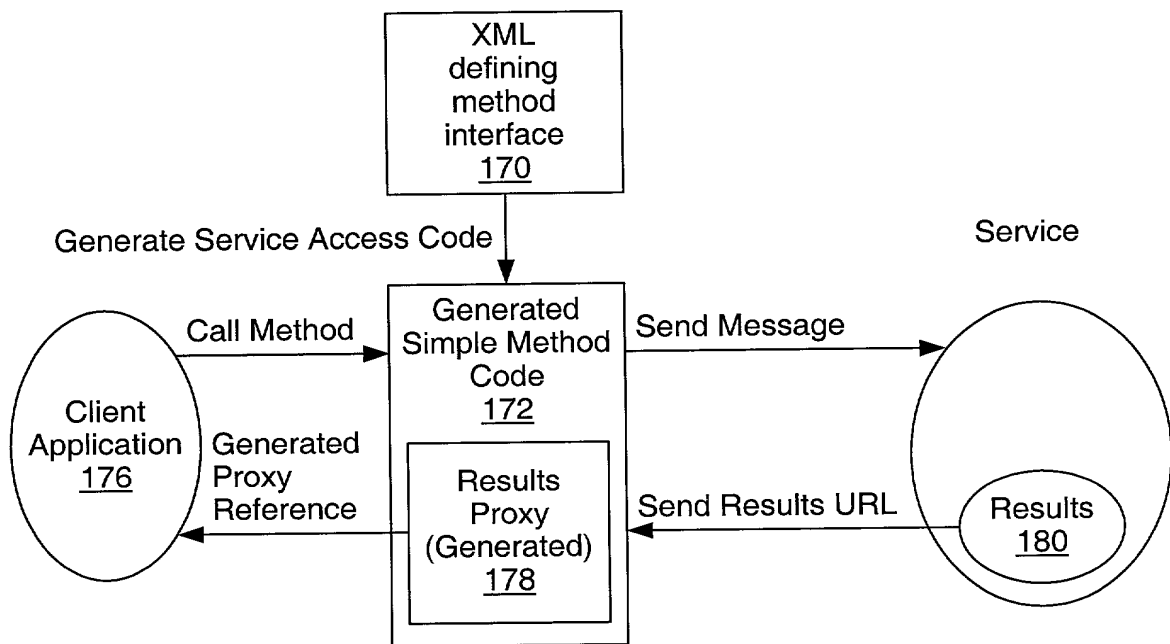 XML
defining
method
interface
170
Generate Service Access Code
Service
Generated
Simple Method
Code
172
Call Method
Send Message
Client
Application
176
Generated
Proxy
Reference
Results
Proxy
(Generated)
178
Send Results URL
Results
180